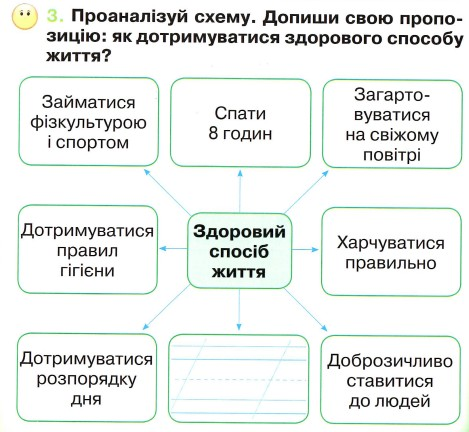 3. Проаналізуй схему. Допиши свою пропо-
зицію: як дотримуватися здорового способу
життя?
Займатися
фізкультурою
і спортом
Спати
8 годин
Загарто-
вуватися
на свіжому
повітрі
Дотримуватися
правил
гігієни
Здоровий
спосіб
життя
Харчуватися
правильно
Дотримуватися
розпорядку
дня
Доброзичливо
ставитися
до людей